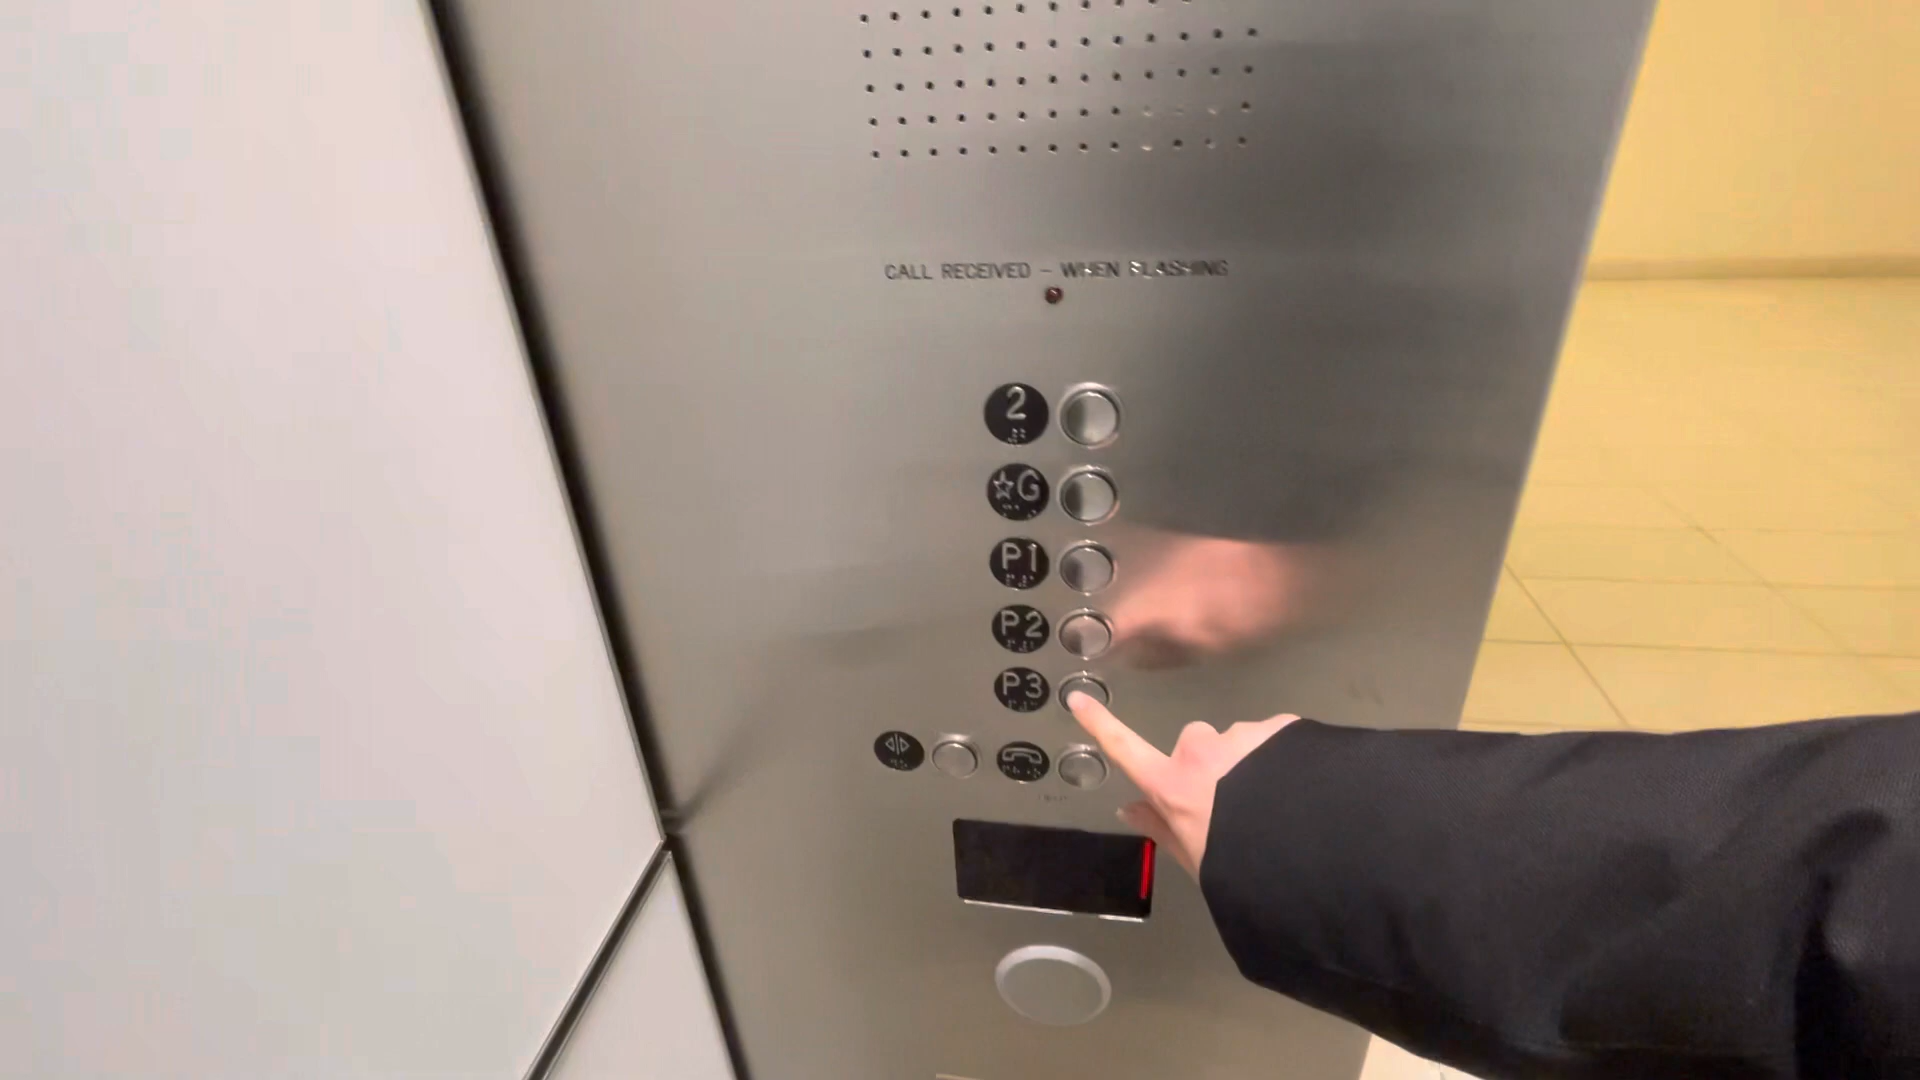 CALL RECEIVED - WHEN FLASHING
2
☆G
P1
P2
P3